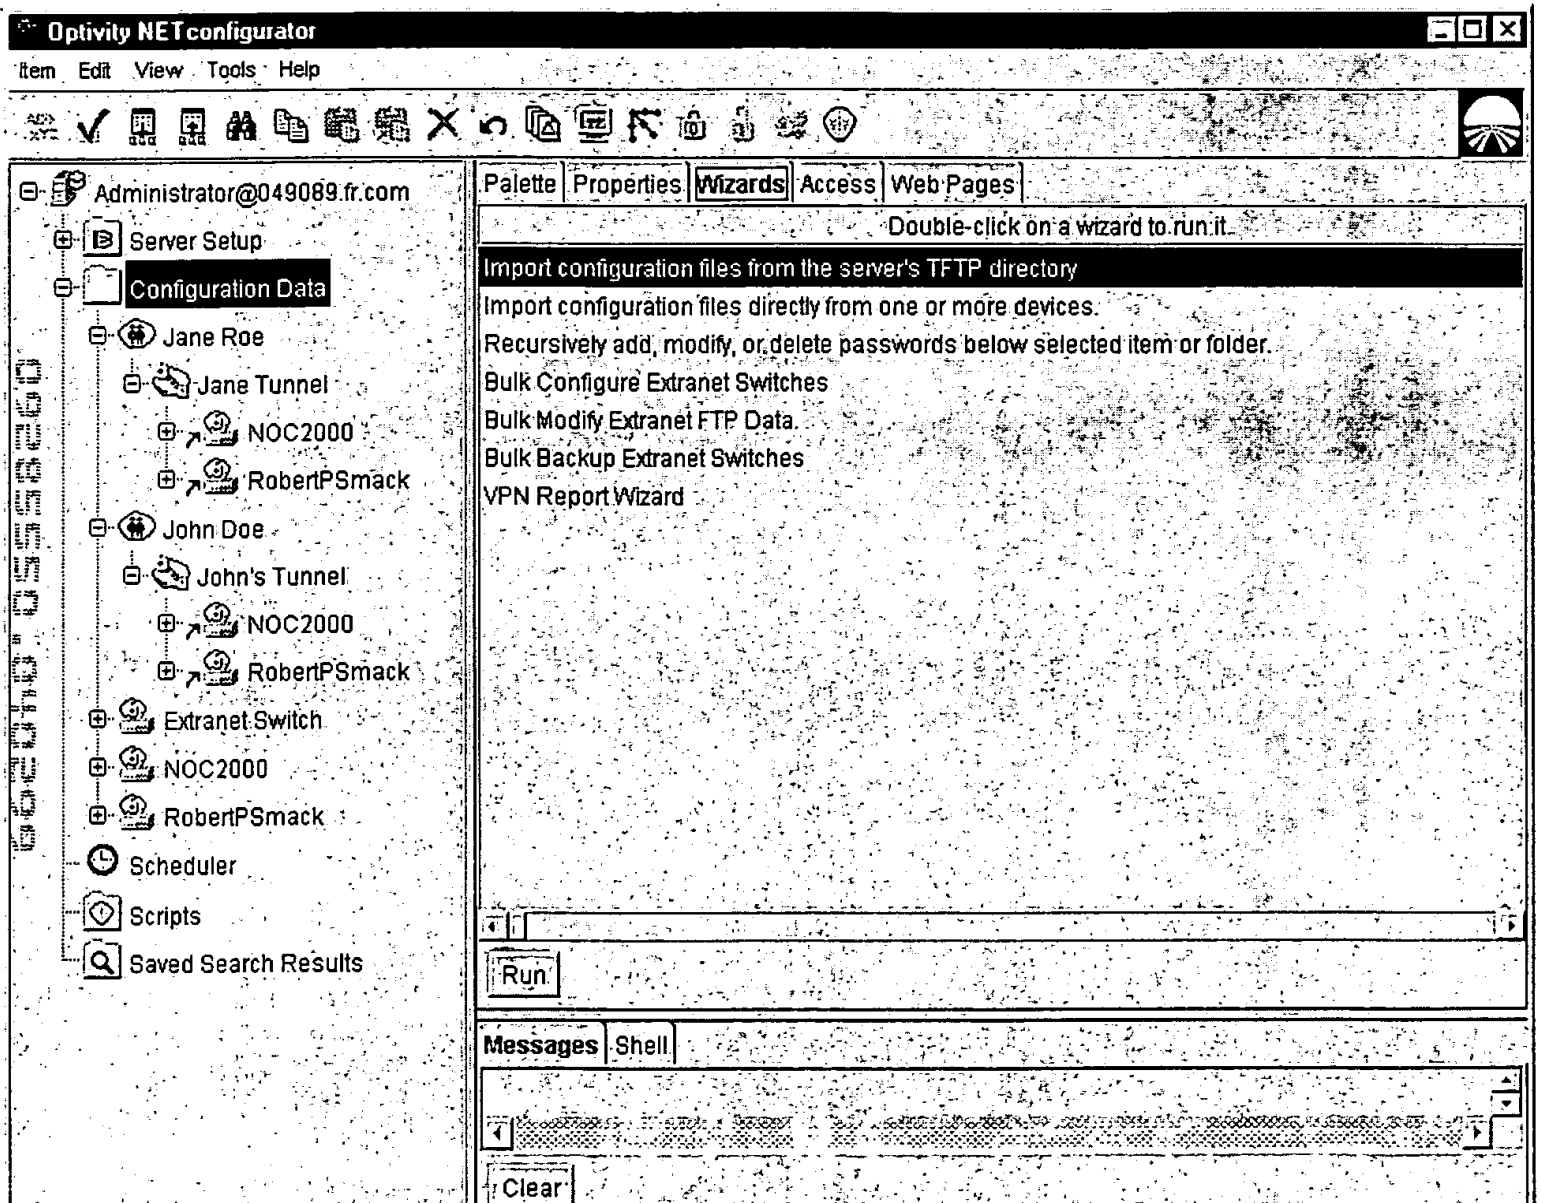 Optivity NETconfigurator
Item Edit View Tools Help
Administrator@049089.fr.com
Server Setup
Configuration Data
Jane Roe
Jane Tunnel
NOC2000
RobertPSmack
John Doe
John's Tunnel
NOC2000
RobertPSmack
Extranet Switch
NOC2000
RobertPSmack
Scheduler
Scripts
Saved Search Results
Palette Properties Wizards Access Web Pages
Double-click on a wizard to run it.
Import configuration files from the server's TFTP directory
Import configuration files directly from one or more devices.
Recursively add, modify, or delete passwords below selected item or folder.
Bulk Configure Extranet Switches
Bulk Modify Extranet FTP Data.
Bulk Backup Extranet Switches
VPN Report Wizard
Run
Messages Shell
Clear